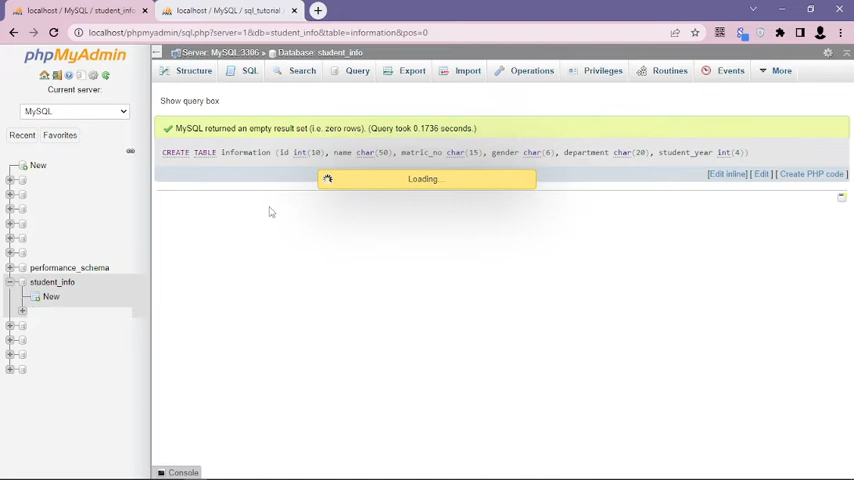 localhost / MySQL / student_info
localhost / MySQL / sql_tutorial /
localhost/phpmyadmin/sql.php?server=1&db=student_info&table=information&pos=0
phpMyAdmin
Current server:
MySQL
Recent Favorites
New
performance_schema
student_info
New
Server: MySQL:3306 » Database: student_info
Structure SQL Search Query Export Import Operations Privileges Routines Events More
Show query box
MySQL returned an empty result set (i.e. zero rows). (Query took 0.1736 seconds.)
CREATE TABLE information (id int(10), name char(50), matric_no char(15), gender char(6), department char(20), student_year int(4))
Loading...
[Edit inline] [ Edit ] [ Create PHP code ]
Console